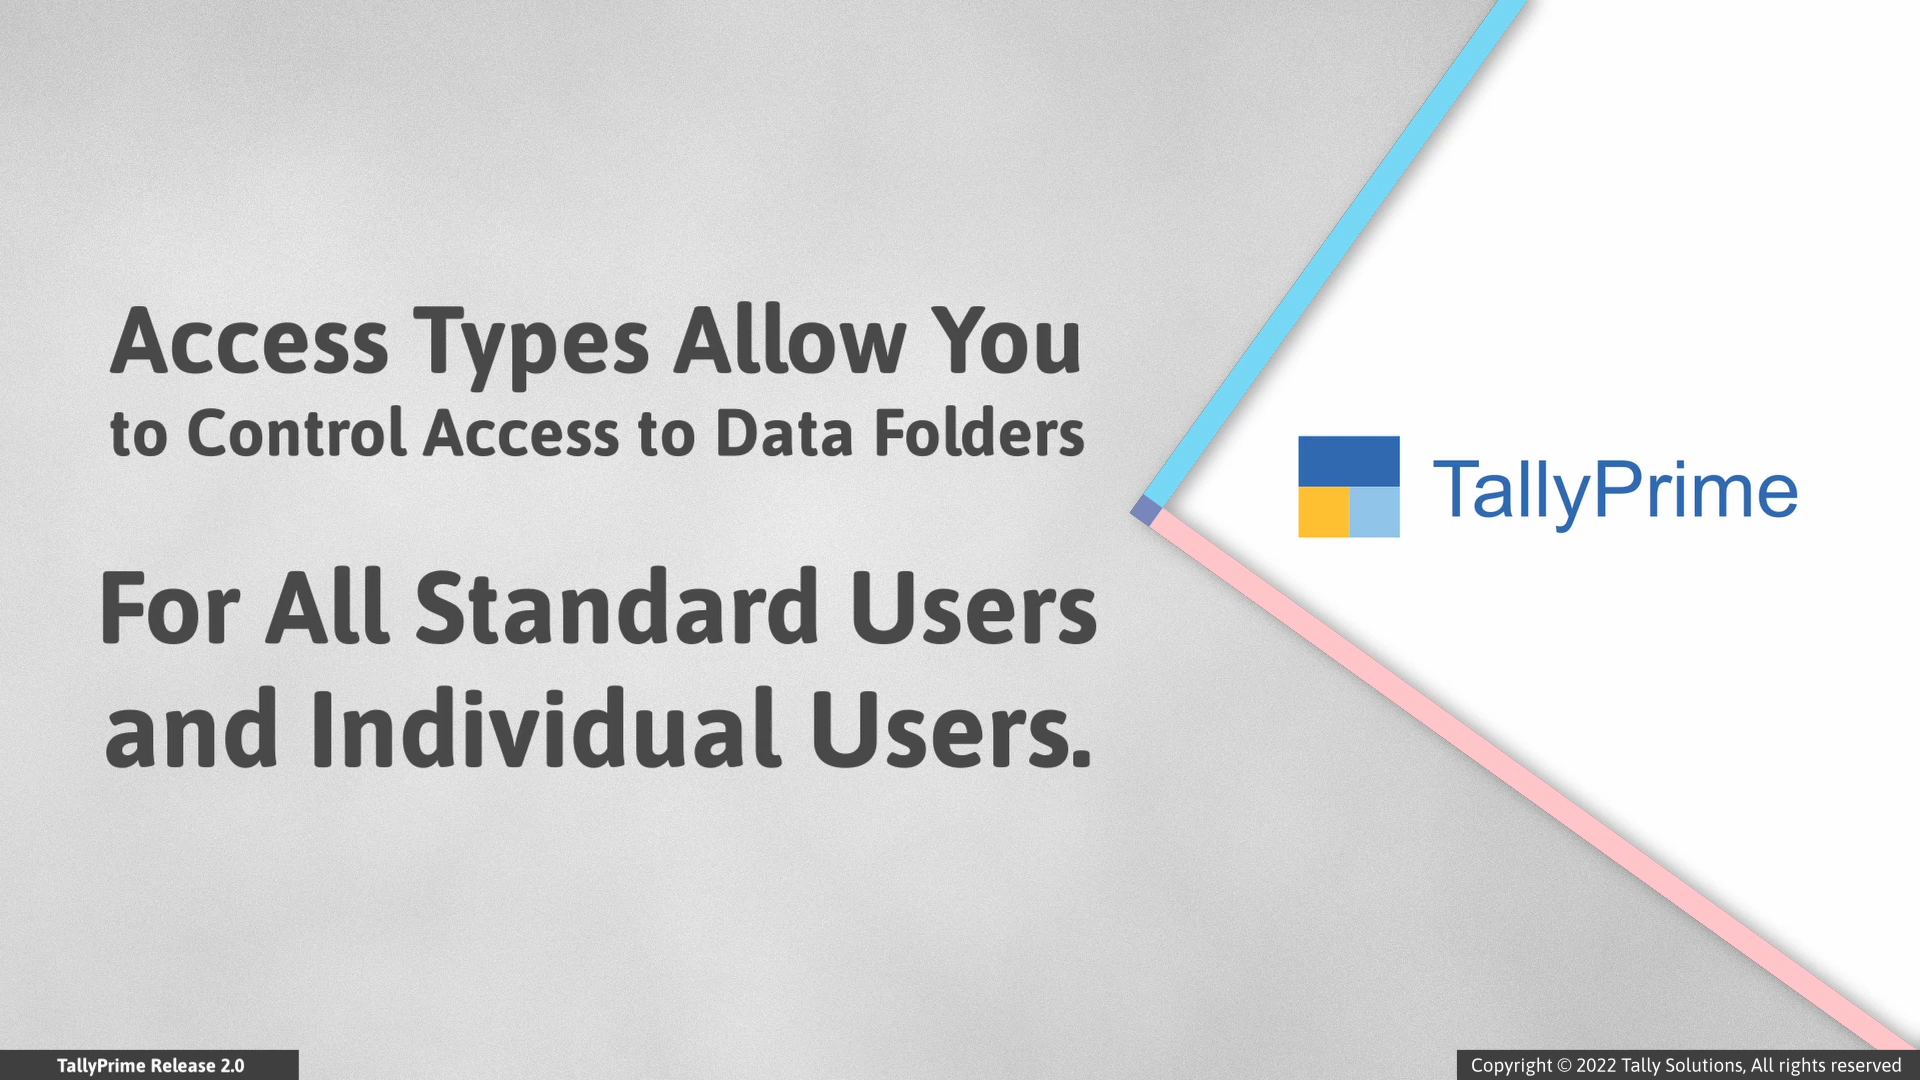 Access Types Allow You
to Control Access to Data Folders
For All Standard Users
and Individual Users.
TallyPrime
TallyPrime Release 2.0
Copyright © 2022 Tally Solutions, All rights reserved